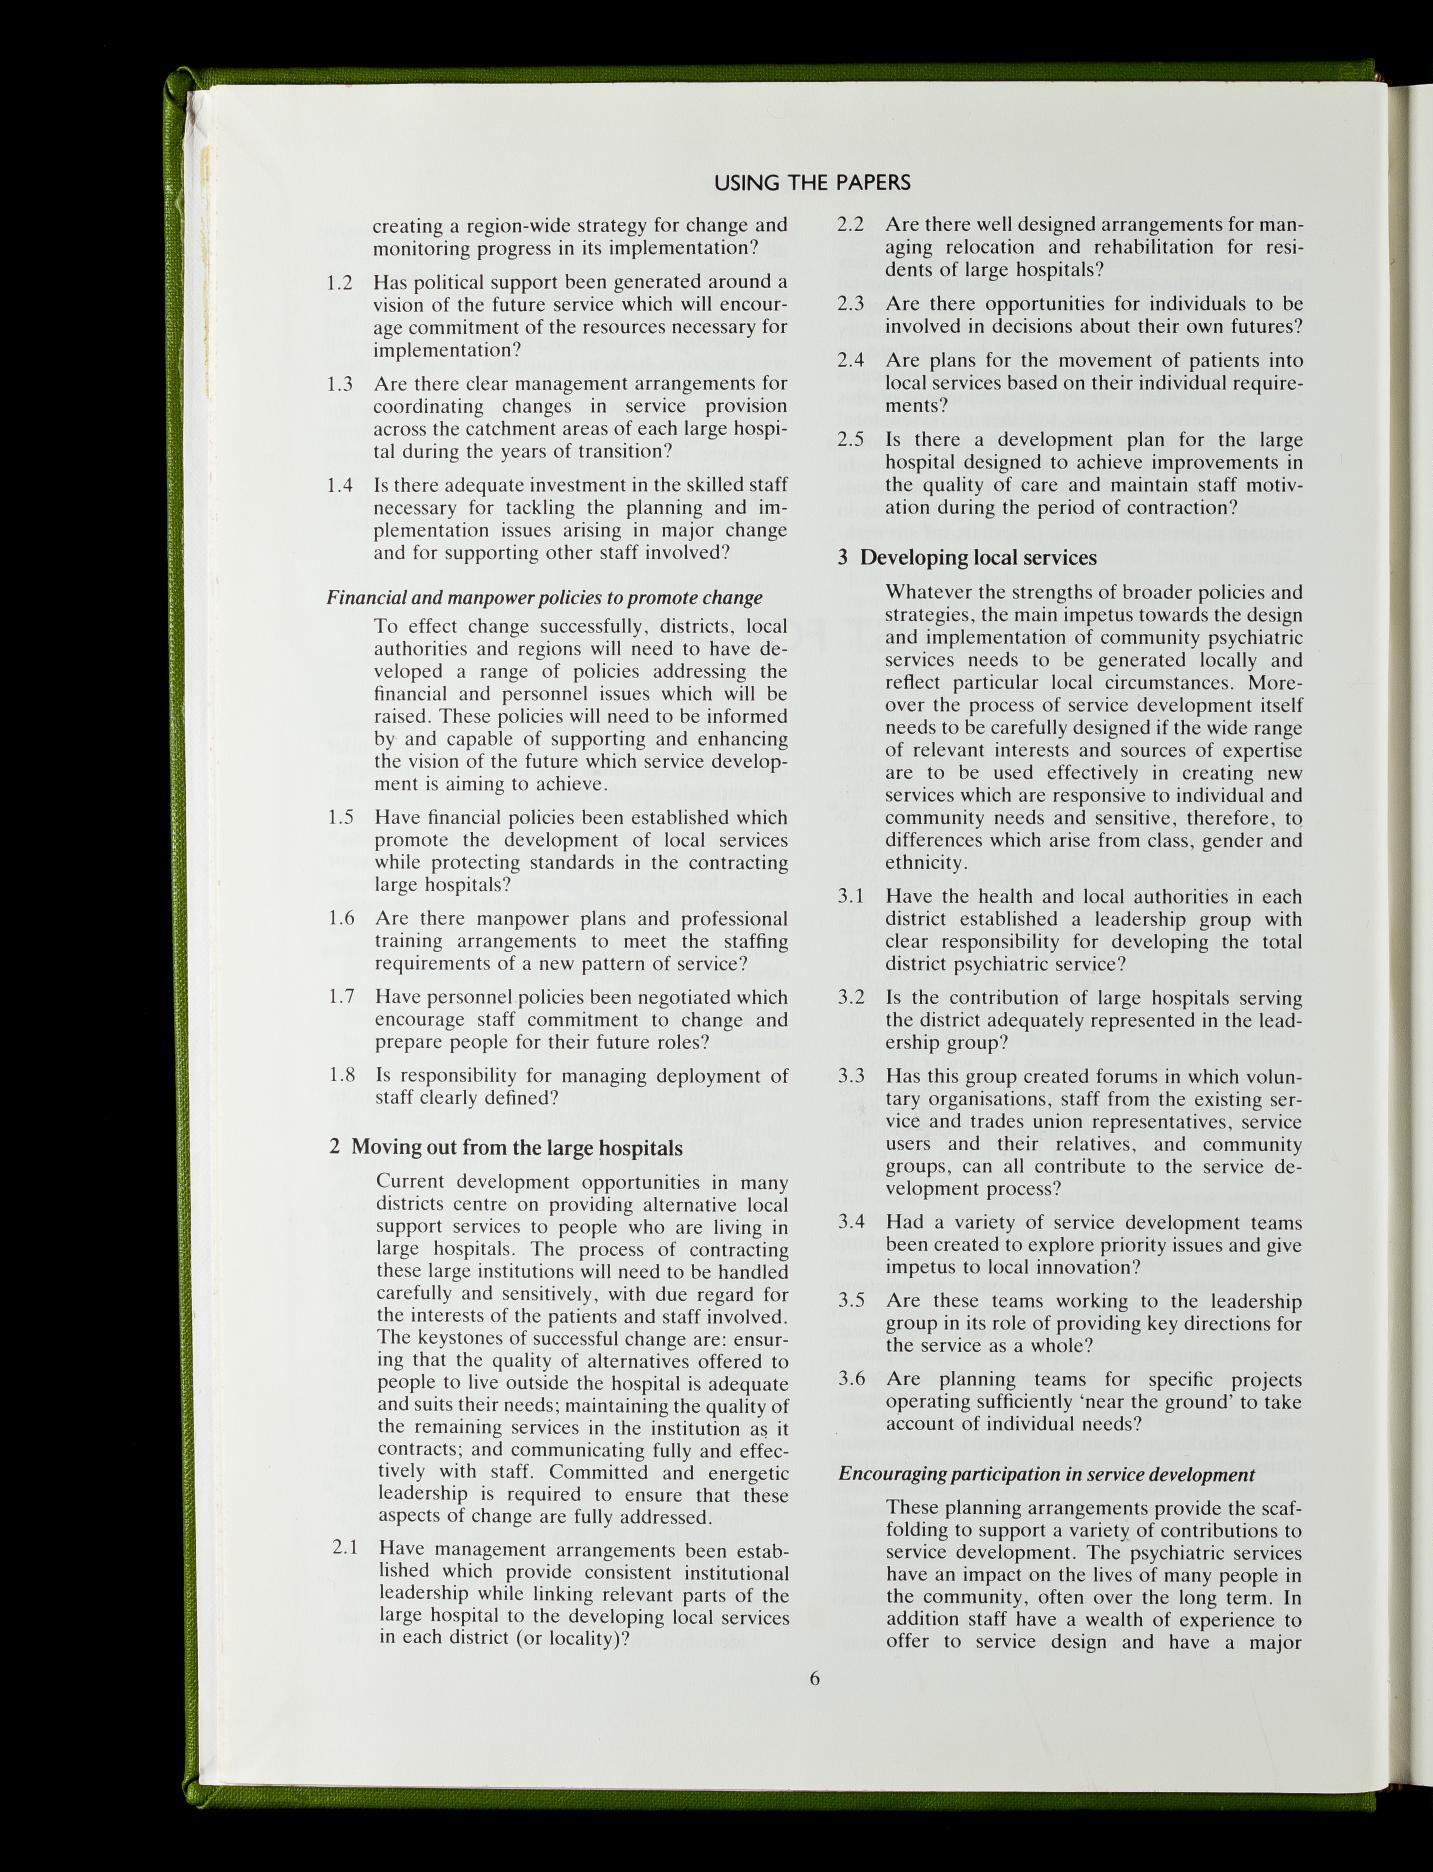 USING THE PAPERS
creating a region-wide strategy for change and
monitoring progress in its implementation?
1.2 Has political support been generated around a
vision of the future service which will encour-
age commitment of the resources necessary for
implementation?
1.3 Are there clear management arrangements for
coordinating changes in service provision
across the catchment areas of each large hospi-
tal during the years of transition?
1.4 Is there adequate investment in the skilled staff
necessary for tackling the planning and im-
plementation issues arising in major change
and for supporting other staff involved?
Financial and manpower policies to promote change
To effect change successfully, districts, local
authorities and regions will need to have de-
veloped a range of policies addressing the
financial and personnel issues which will be
raised. These policies will need to be informed
by and capable of supporting and enhancing
the vision of the future which service develop-
ment is aiming to achieve.
1.5 Have financial policies been established which
promote the development of local services
while protecting standards in the contracting
large hospitals?
1.6 Are there manpower plans and professional
training arrangements to meet the staffing
requirements of a new pattern of service?
1.7 Have personnel policies been negotiated which
encourage staff commitment to change and
prepare people for their future roles?
1.8 Is responsibility for managing deployment of
staff clearly defined?
2 Moving out from the large hospitals
Current development opportunities in many
districts centre on providing alternative local
support services to people who are living in
large hospitals. The process of contracting
these large institutions will need to be handled
carefully and sensitively, with due regard for
the interests of the patients and staff involved.
The keystones of successful change are: ensur-
ing that the quality of alternatives offered to
people to live outside the hospital is adequate
and suits their needs; maintaining the quality of
the remaining services in the institution as it
contracts; and communicating fully and effec-
tively with staff. Committed and energetic
leadership is required to ensure that these
aspects of change are fully addressed.
2.1 Have management arrangements been estab-
lished which provide consistent institutional
leadership while linking relevant parts of the
large hospital to the developing local services
in each district (or locality)?
2.2 Are there well designed arrangements for man-
aging relocation and rehabilitation for resi-
dents of large hospitals?
2.3 Are there opportunities for individuals to be
involved in decisions about their own futures?
2.4 Are plans for the movement of patients into
local services based on their individual require-
ments?
2.5 Is there a development plan for the large
hospital designed to achieve improvements in
the quality of care and maintain staff motiv-
ation during the period of contraction?
3 Developing local services
Whatever the strengths of broader policies and
strategies, the main impetus towards the design
and implementation of community psychiatric
services needs to be generated locally and
reflect particular local circumstances. More-
over the process of service development itself
needs to be carefully designed if the wide range
of relevant interests and sources of expertise
are to be used effectively in creating new
services which are responsive to individual and
community needs and sensitive, therefore, to
differences which arise from class, gender and
ethnicity.
3.1 Have the health and local authorities in each
district established a leadership group with
clear responsibility for developing the total
district psychiatric service?
3.2 Is the contribution of large hospitals serving
the district adequately represented in the lead-
ership group?
3.3 Has this group created forums in which volun-
tary organisations, staff from the existing ser-
vice and trades union representatives, service
users and their relatives, and community
groups, can all contribute to the service de-
velopment process?
3.4 Had a variety of service development teams
been created to explore priority issues and give
impetus to local innovation?
3.5 Are these teams working to the leadership
group in its role of providing key directions for
the service as a whole?
3.6 Are planning teams for specific projects
operating sufficiently ‘near the ground’ to take
account of individual needs?
Encouraging participation in service development
These planning arrangements provide the scaf-
folding to support a variety of contributions to
service development. The psychiatric services
have an impact on the lives of many people in
the community, often over the long term. In
addition staff have a wealth of experience to
offer to service design and have a major
6